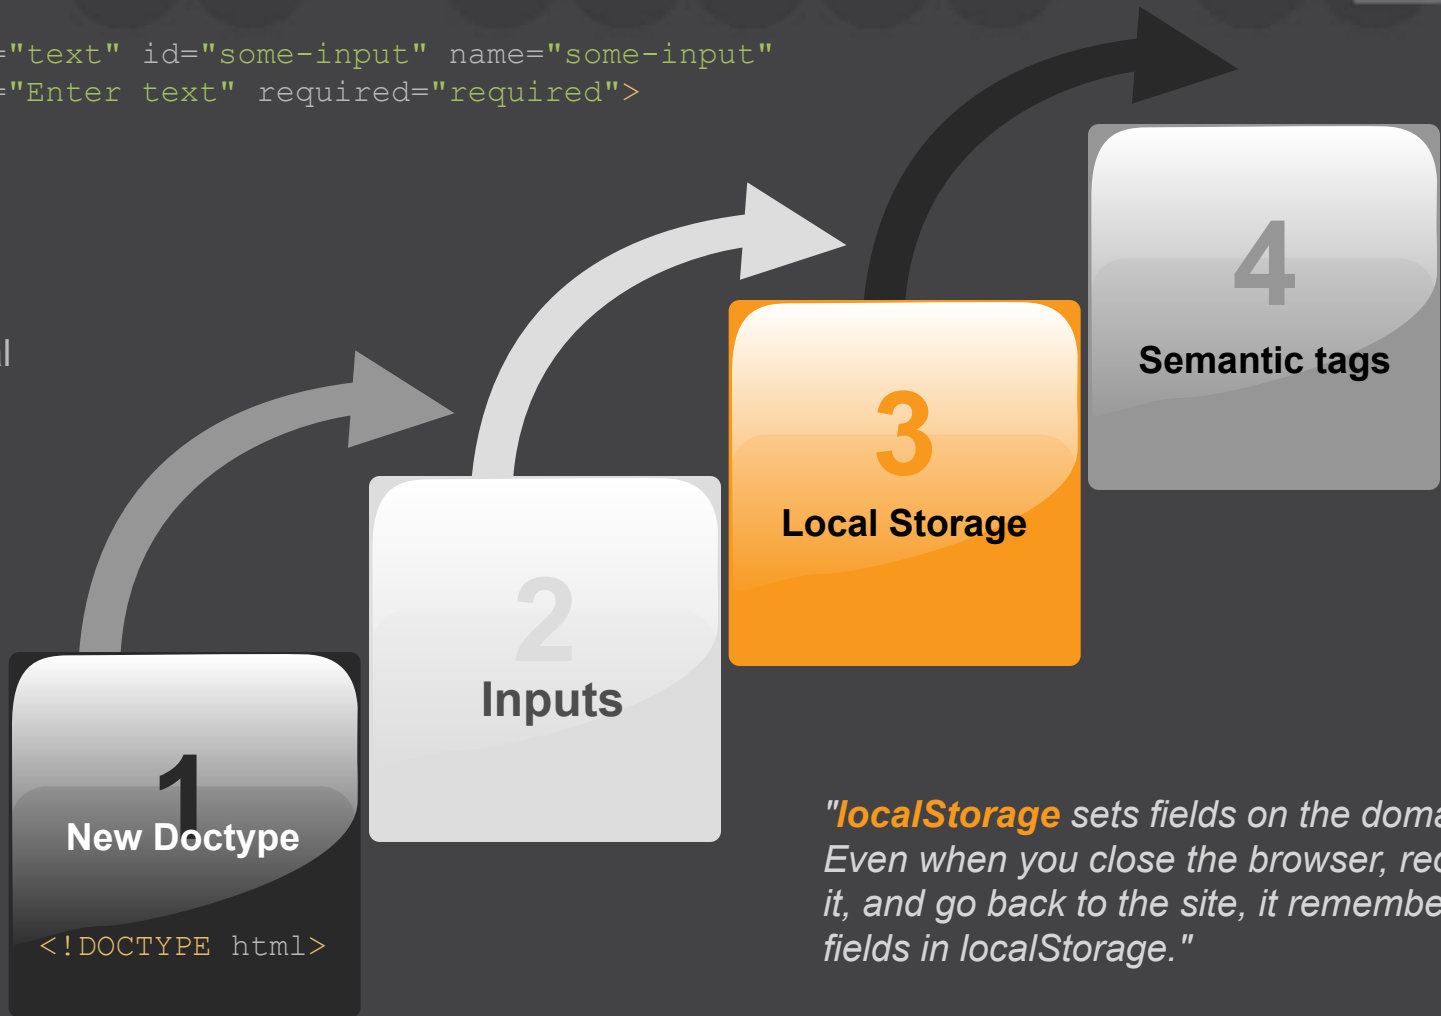 ="text" id="some-input" name="some-input"
="Enter text" required="required">
4
Semantic tags
3
Local Storage
2
Inputs
1
New Doctype
<!DOCTYPE html>
"localStorage sets fields on the
Even when you close the browser,
it, and go back to the site, it
fields in localStorage."